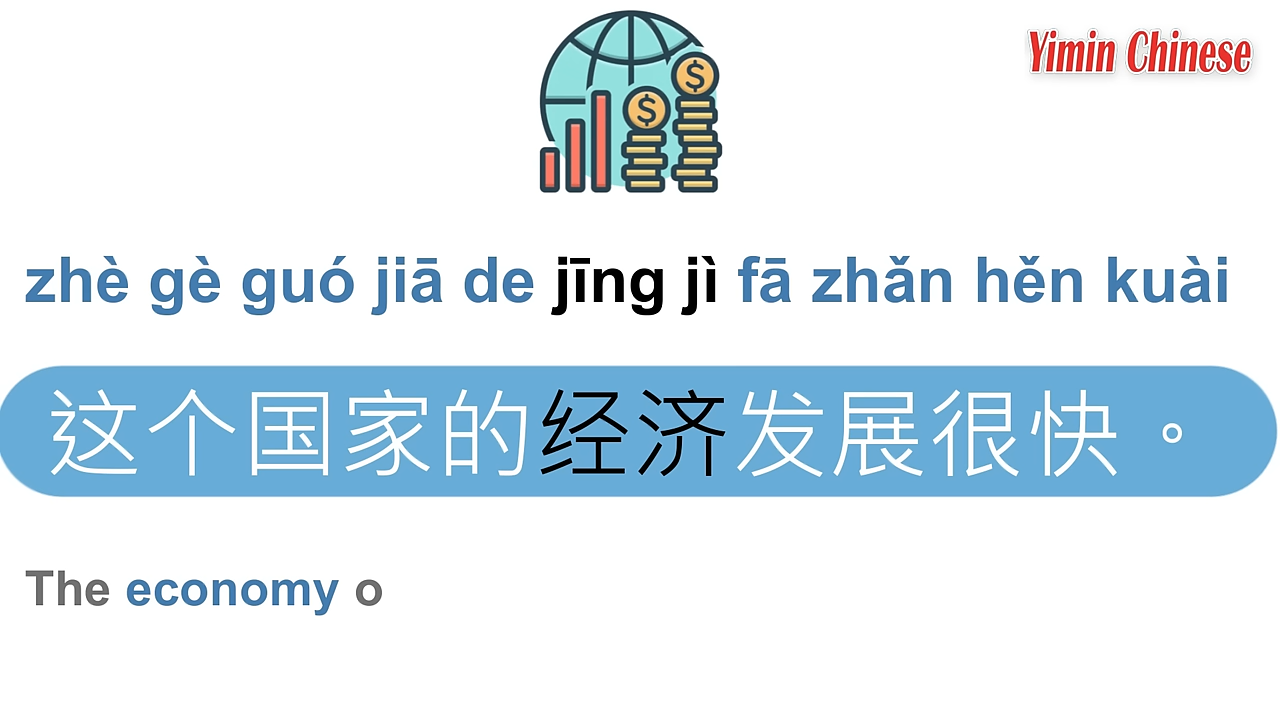 Yimin Chinese
$ $
zhè gè guó jiā de jīng jì fā zhǎn hěn kuài
这个国家的经济发展很快。
The economy o